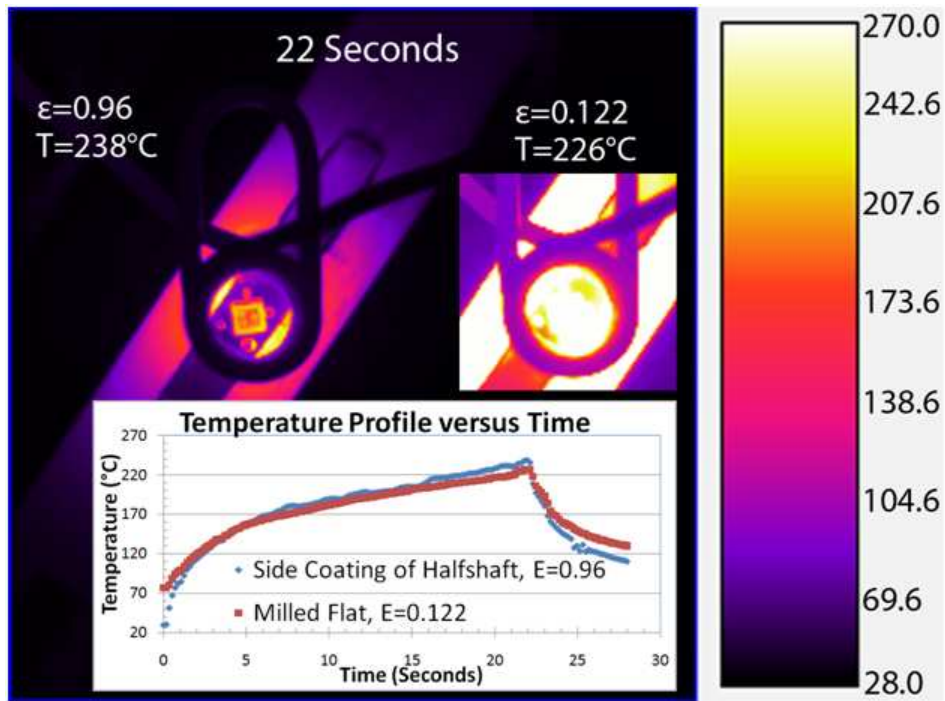 22 Seconds
ε=0.96
T=238°C
ε=0.122
T=226°C
270.0
242.6
207.6
173.6
138.6
104.6
69.6
28.0
Temperature Profile versus Time
Temperature (°C)
270
220
170
120
70
20
Side Coating of Halfshaft, E=0.96
Milled Flat, E=0.122
0 5 10 15 20 25 30
Time (Seconds)